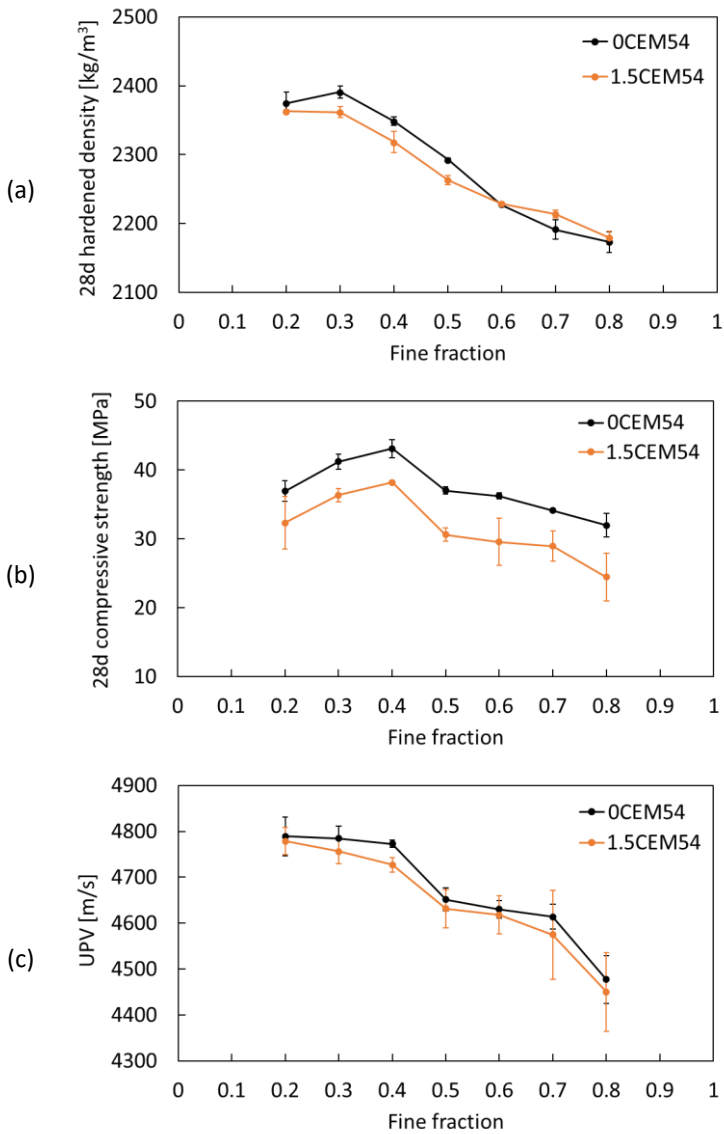 (a)
28d hardened density [kg/m³]
2500
2400
2300
2200
2100
0CEM54
1.5CEM54
0 0.1 0.2 0.3 0.4 0.5 0.6 0.7 0.8 0.9 1
Fine fraction
(b)
28d compressive strength [MPa]
50
40
30
20
10
0CEM54
1.5CEM54
0 0.1 0.2 0.3 0.4 0.5 0.6 0.7 0.8 0.9 1
Fine fraction
(c)
UPV [m/s]
4900
4800
4700
4600
4500
4400
4300
0CEM54
1.5CEM54
0 0.1 0.2 0.3 0.4 0.5 0.6 0.7 0.8 0.9 1
Fine fraction